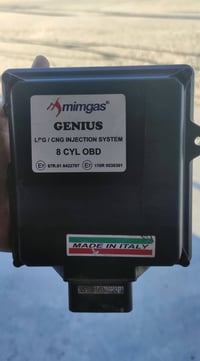 mimgas®
GENIUS
LPG / CNG INJECTION SYSTEM
8 CYL OBD
MADE IN ITALY